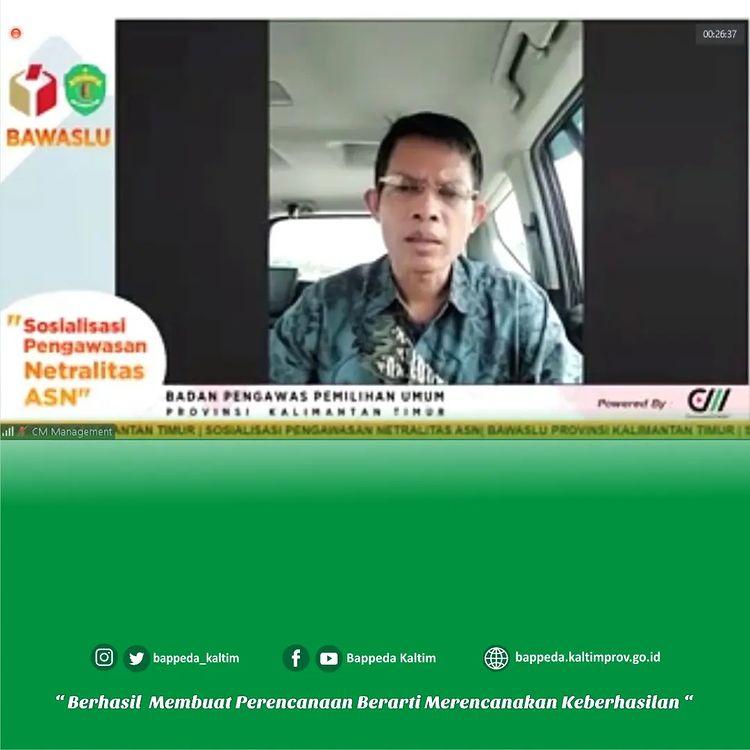 00:26:37
BAWASLU
"Sosialisasi
Pengawasan
Netralitas
ASN"
BADAN PENGAWAS PEMILIHAN UMUM
PROVINSI KALIMANTAN TIMUR
Powered By
CM Management
ANTAN TIMUR | SOSIALISASI PENGAWASAN NETRALITAS ASN| BAWASLU PROVINSI KALIMANTAN TIMUR | S
bappeda_kaltim
Bappeda Kaltim
bappeda.kaltimprov.go.id
“ Berhasil Membuat Perencanaan Berarti Merencanakan Keberhasilan “